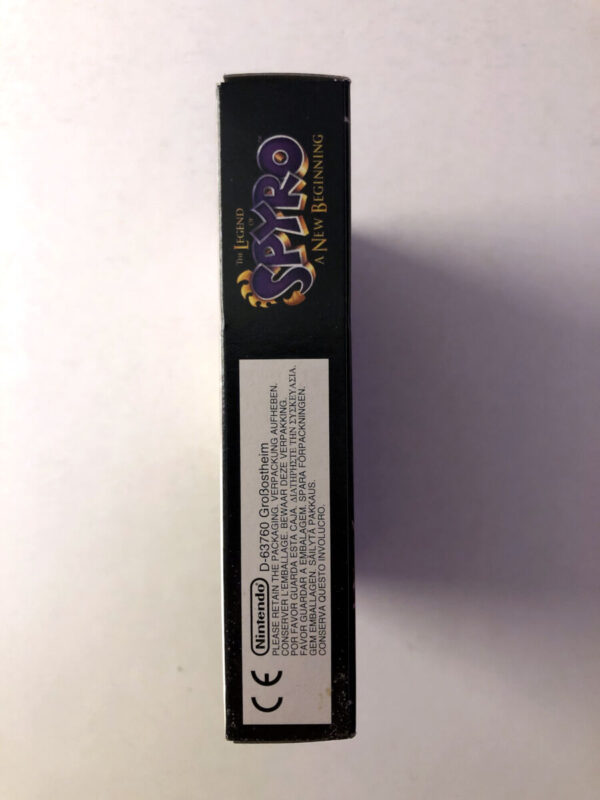 THE LEGEND
OF
SPYRO
™
A NEW BEGINNING
CE
Nintendo® D-63760 Großostheim
PLEASE RETAIN THE PACKAGING. VERPACKUNG AUFHEBEN.
CONSERVER L'EMBALLAGE. BEWAAR DEZE VERPAKKING.
POR FAVOR GUARDA ESTA CAJA. ΔΙΑΤΗΡΗΣΤΕ ΤΗΝ ΣΥΣΚΕΥΑΣΙΑ.
FAVOR GUARDAR A EMBALAGEM. SPARA FÖRPACKNINGEN.
GEM EMBALLAGEN. SÄILYTÄ PAKKAUS.
CONSERVA QUESTO INVOLUCRO.